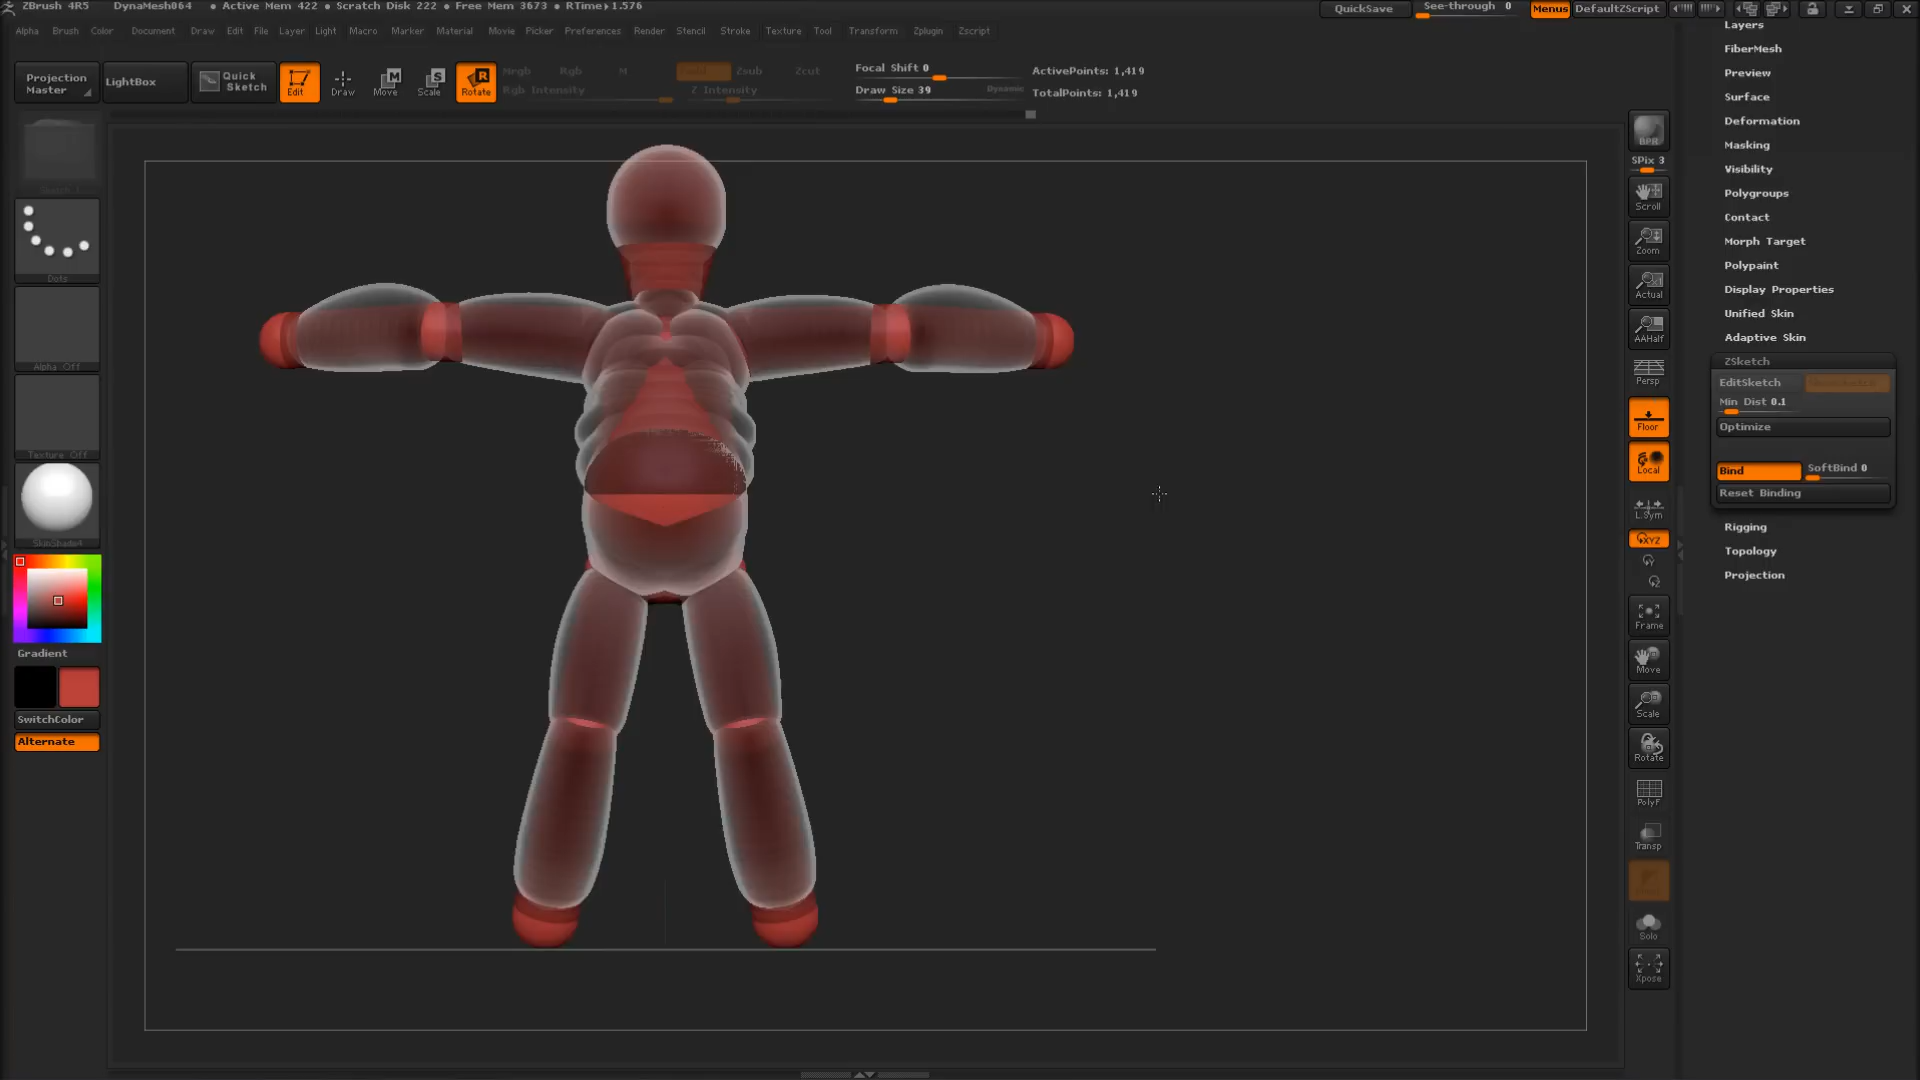 ZBrush 4R5 DynaMesh064 • Active Mem 422 • Scratch Disk 222 • Free Mem 3673 • RTime▸1.576 QuickSave See-through 0 Menus DefaultZScript
Alpha Brush Color Document Draw Edit File Layer Light Macro Marker Material Movie Picker Preferences Render Stencil Stroke Texture Tool Transform Zplugin Zscript
Projection Master
LightBox
Quick Sketch
Edit
Draw
Move
Scale
Rotate
Mrgb Rgb M
Rgb Intensity
Zsub Zcut
Z Intensity
Focal Shift 0
Draw Size 39 Dynamic
ActivePoints: 1,419
TotalPoints: 1,419
Dots
Alpha Off
Texture Off
SkinShade4
Gradient
SwitchColor
Alternate
BPR
SPix 3
Scroll
Zoom
Actual
AAHalf
Persp
Floor
Local
L.Sym
XYZ
Frame
Move
Scale
Rotate
PolyF
Transp
Solo
Xpose
Layers
FiberMesh
Preview
Surface
Deformation
Masking
Visibility
Polygroups
Contact
Morph Target
Polypaint
Display Properties
Unified Skin
Adaptive Skin
ZSketch
EditSketch
Min Dist 0.1
Optimize
Bind SoftBind 0
Reset Binding
Rigging
Topology
Projection